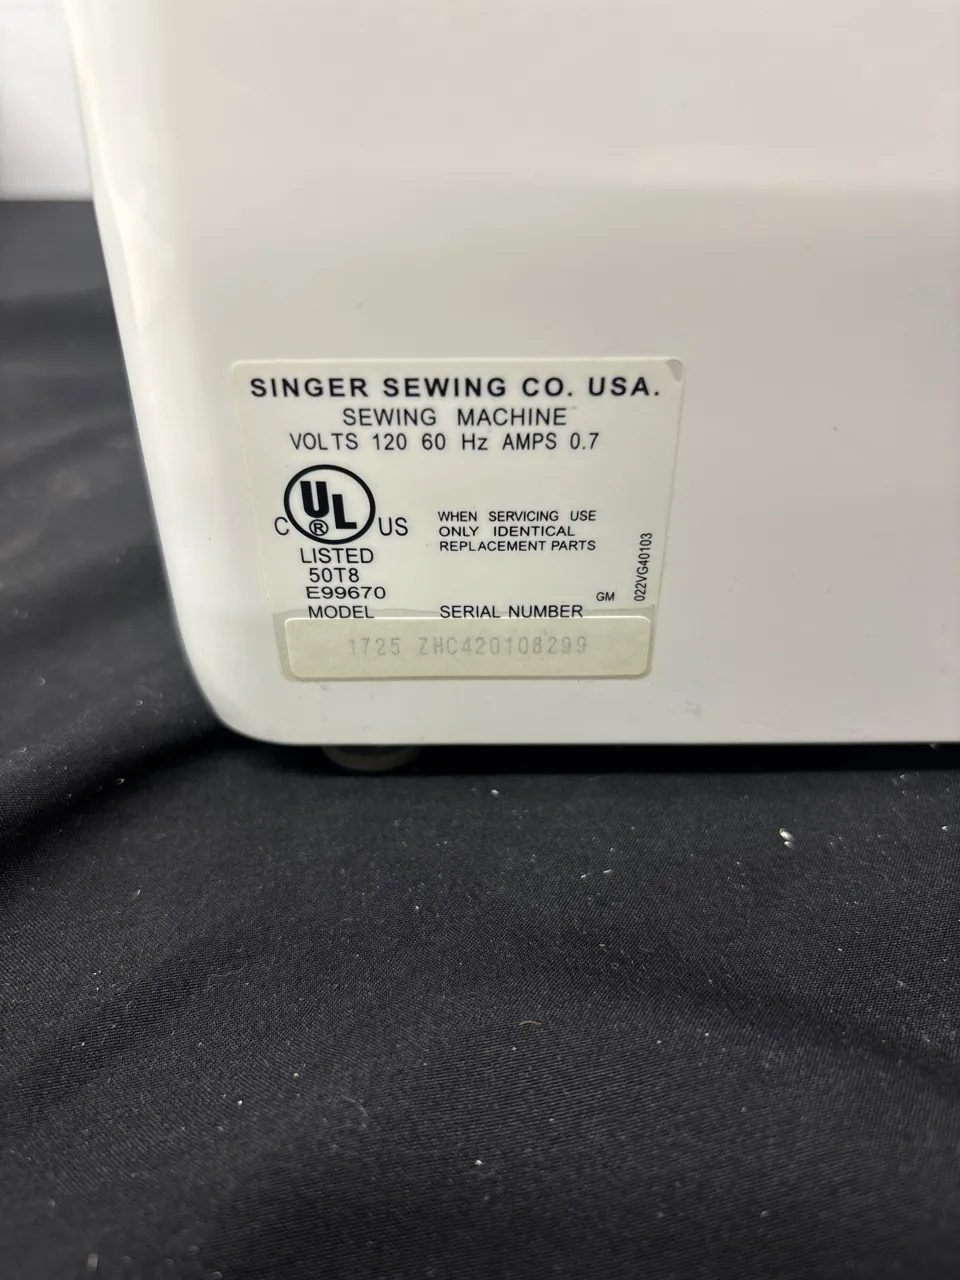 SINGER SEWING CO. USA.
SEWING MACHINE
VOLTS 120 60 Hz AMPS 0.7
C UL ® US
LISTED
50T8
E99670
WHEN SERVICING USE
ONLY IDENTICAL
REPLACEMENT PARTS
GM
022VG40103
MODEL SERIAL NUMBER
1725 ZHC420108299